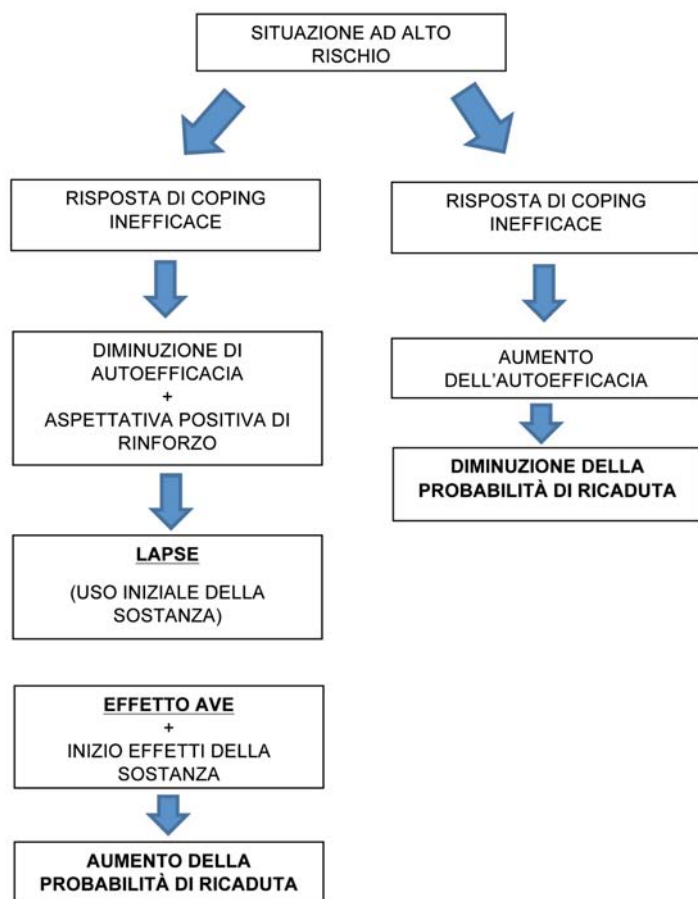 SITUAZIONE AD ALTO
RISCHIO
RISPOSTA DI COPING
INEFFICACE
DIMINUZIONE DI
AUTOEFFICACIA
+
ASPETTATIVA POSITIVA DI
RINFORZO
LAPSE
(USO INIZIALE DELLA
SOSTANZA)
EFFETTO AVE
+
INIZIO EFFETTI DELLA
SOSTANZA
AUMENTO DELLA
PROBABILITÀ DI RICADUTA
RISPOSTA DI COPING
INEFFICACE
AUMENTO
DELL'AUTOEFFICACIA
DIMINUZIONE DELLA
PROBABILITÀ DI RICADUTA